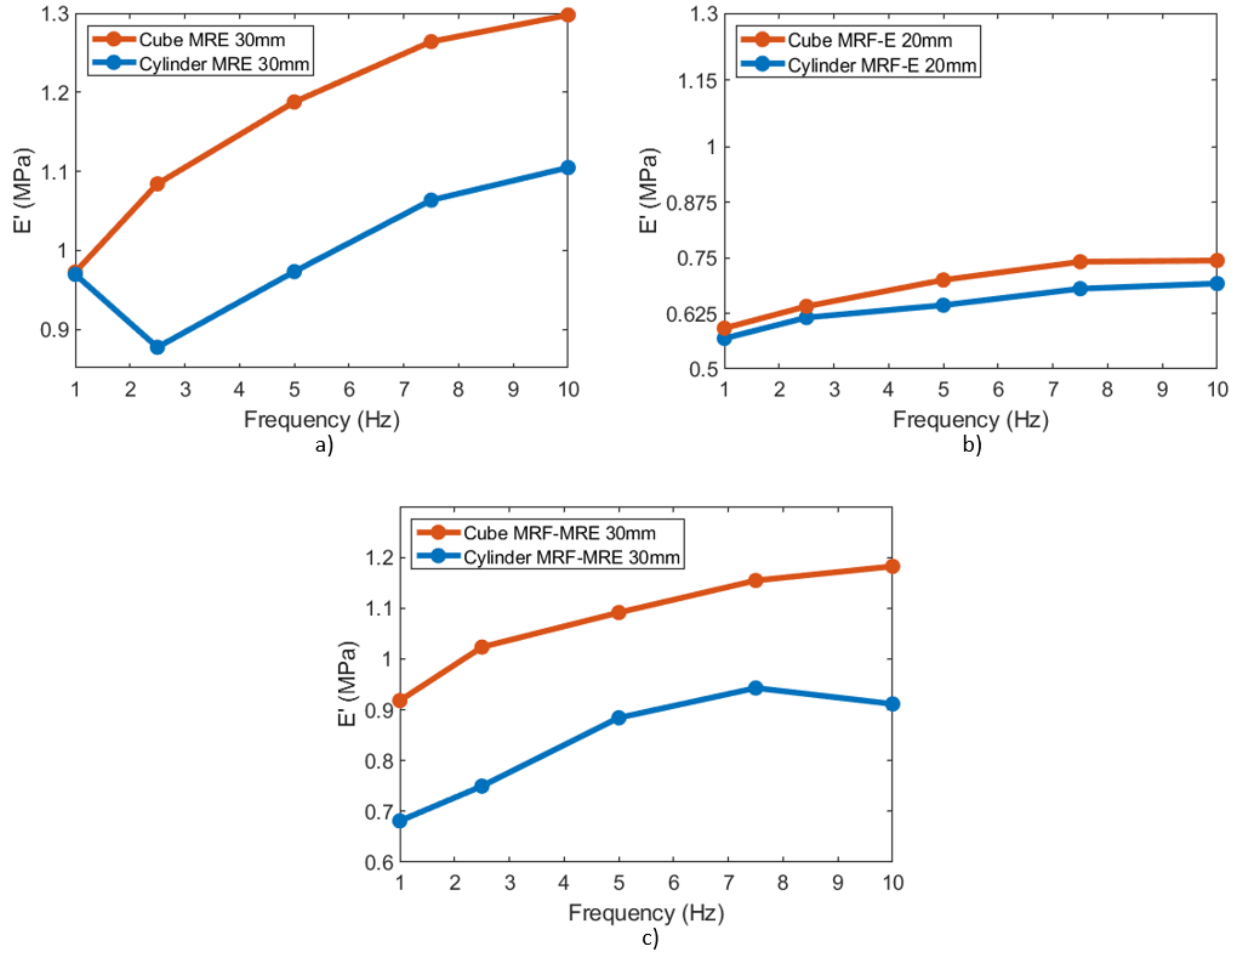 1.3
1.2
1.1
1
0.9
E' (MPa)
Cube MRE 30mm
Cylinder MRE 30mm
1 2 3 4 5 6 7 8 9 10
Frequency (Hz)
a)
1.3
1.15
1
0.875
0.75
0.625
0.5
E' (MPa)
Cube MRF-E 20mm
Cylinder MRF-E 20mm
1 2 3 4 5 6 7 8 9 10
Frequency (Hz)
b)
1.2
1.1
1
0.9
0.8
0.7
0.6
E' (MPa)
Cube MRF-MRE 30mm
Cylinder MRF-MRE 30mm
1 2 3 4 5 6 7 8 9 10
Frequency (Hz)
c)